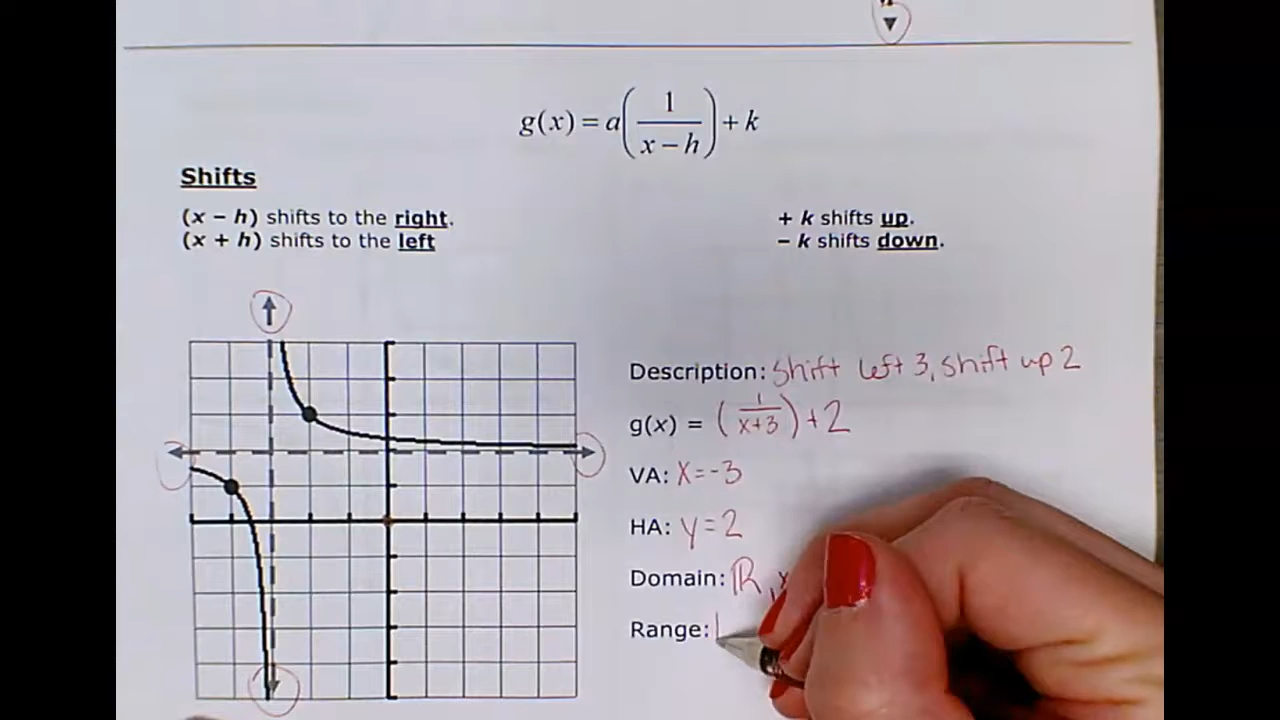 g(x) = a(1/(x − h)) + k
Shifts
(x − h) shifts to the right.
+ k shifts up.
(x + h) shifts to the left
− k shifts down.
Description: Shift left 3, shift up 2
g(x) = (1/(x+3)) + 2
VA: x = -3
HA: y = 2
Domain: ℝ, x
Range: